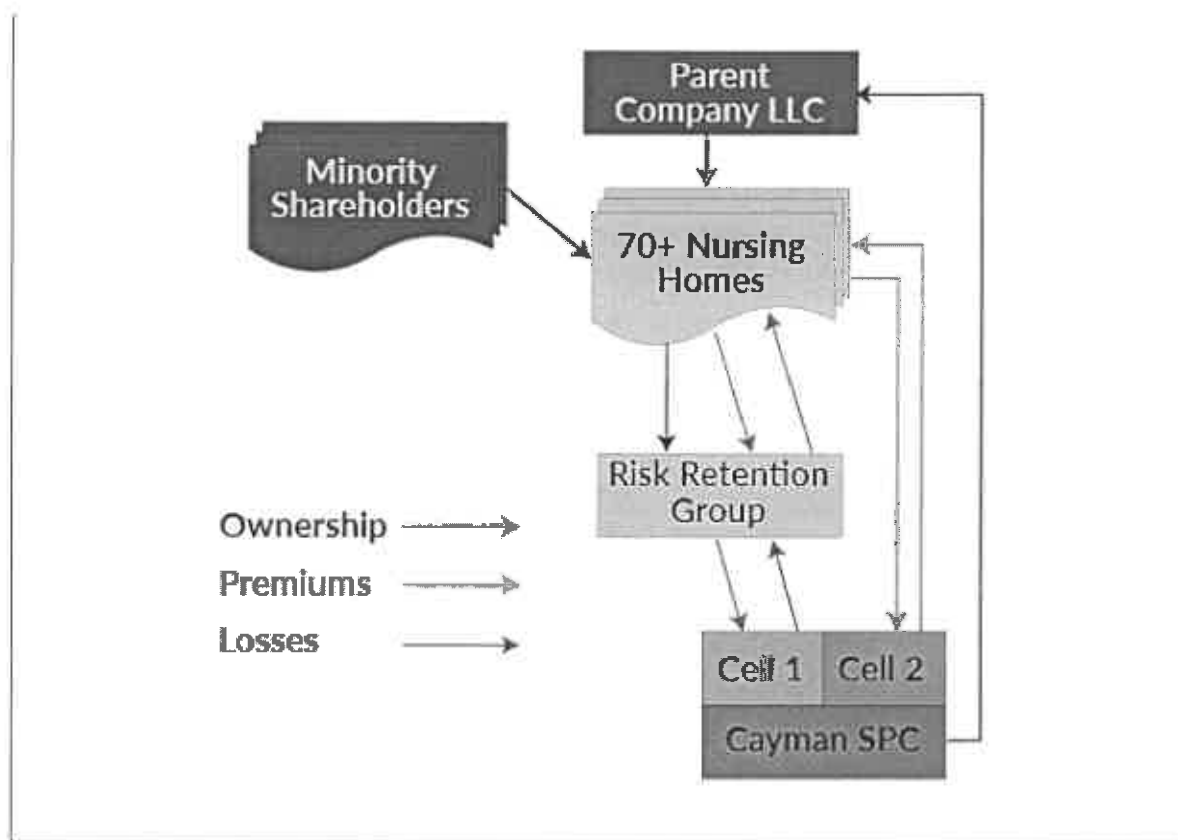 Parent
Company LLC
Minority
Shareholders
70+ Nursing
Homes
Risk Retention
Group
Ownership
Premiums
Losses
Cell 1
Cell 2
Cayman SPC